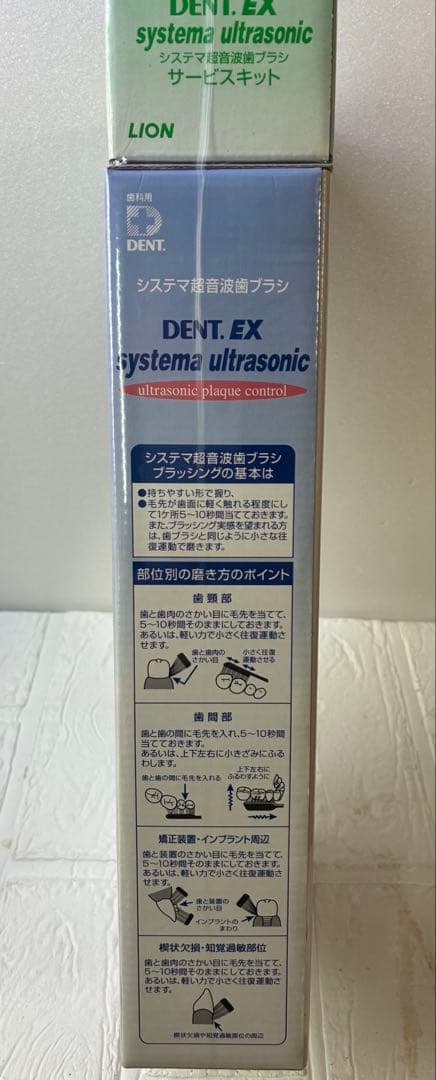 DENT. EX
systema ultrasonic
システマ超音波歯ブラシ
サービスキット
LION
歯科用
DENT.
システマ超音波歯ブラシ
DENT. EX
systema ultrasonic
ultrasonic plaque control
システマ超音波歯ブラシ
ブラッシングの基本は
●持ちやすい形で握り、
●毛先が歯面に軽く触れる程度にし
て1ケ所5〜10秒間当てておきます。
また、ブラッシング実感を望まれる方
は、歯ブラシと同じように小さな往
復運動で磨きます。
部位別の磨き方のポイント
歯頸部
歯と歯肉のさかい目に毛先を当てて、
5〜10秒間そのままにしておきます。
あるいは、軽い力で小さく往復運動さ
せます。
歯と歯肉の
さかい目
小さく往復
運動させる
歯間部
歯と歯の間に毛先を入れ、5〜10秒間
当てておきます。
あるいは、上下左右に小きざみにふる
わします。
歯と歯の間に毛先を入れる
上下左右に
ふるわすように
矯正装置・インプラント周辺
歯と装置のさかい目に毛先を当てて、
5〜10秒間そのままにしておきます。
あるいは、軽い力で小さく往復運動さ
せます。
歯と装置の
さかい目
インプラントの
まわり
楔状欠損・知覚過敏部位
歯と歯肉のさかい目に毛先を当てて、
5〜10秒間そのままにしておきます。
あるいは、軽い力で小さく往復運動さ
せます。
楔状欠損や知覚過敏部位の周辺